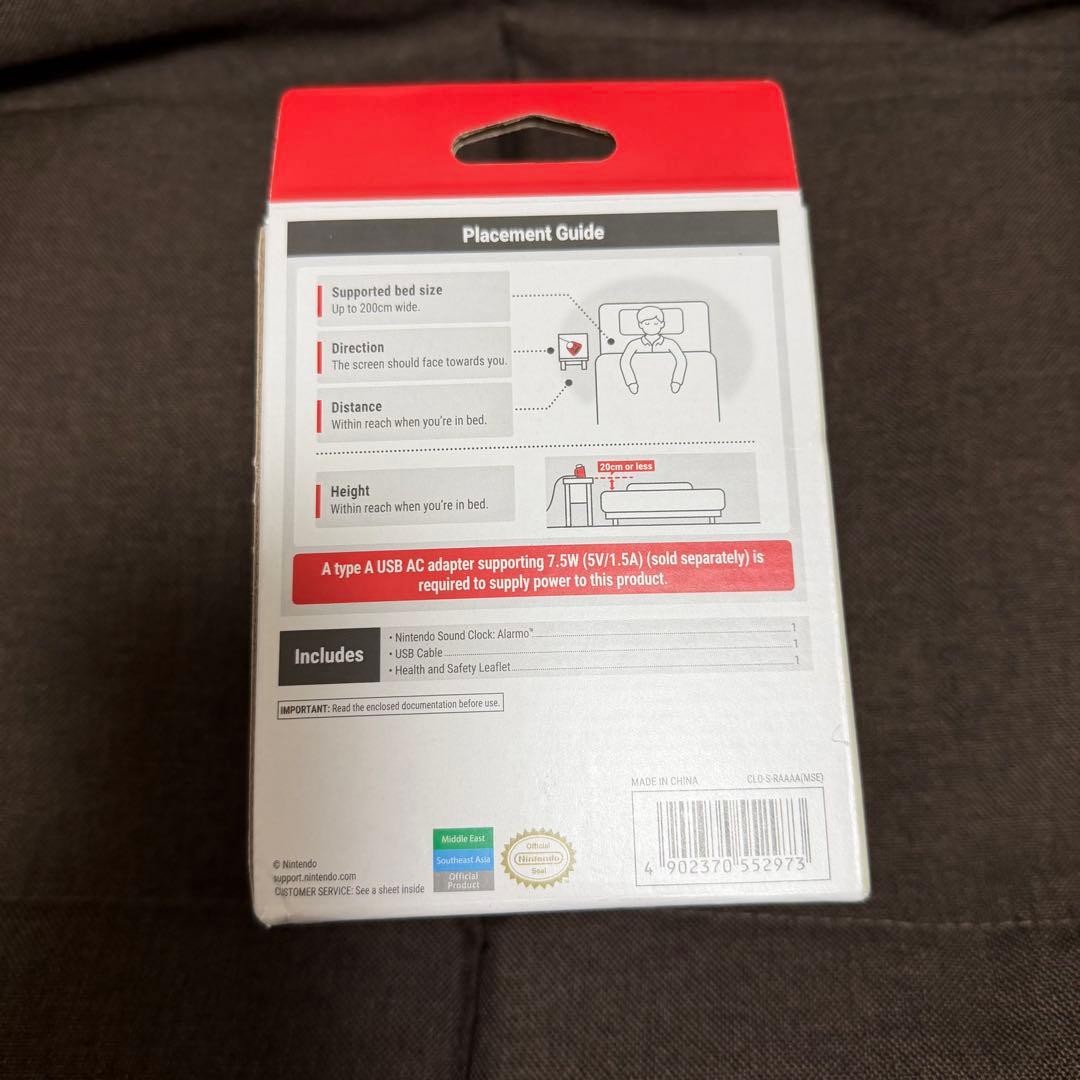 Placement Guide
Supported bed size
Up to 200cm wide.
Direction
The screen should face towards you.
Distance
Within reach when you're in bed.
Height
Within reach when you're in bed.
20cm or less
A type A USB AC adapter supporting 7.5W (5V/1.5A) (sold separately) is
required to supply power to this product.
Includes
• Nintendo Sound Clock: Alarmo™ 1
• USB Cable 1
• Health and Safety Leaflet 1
IMPORTANT: Read the enclosed documentation before use.
MADE IN CHINA CLO-S-RAAAA(MSE)
4 902370 552973
© Nintendo
support.nintendo.com
CUSTOMER SERVICE: See a sheet inside
Middle East
Southeast Asia
Official
Product
Official
Nintendo
Seal